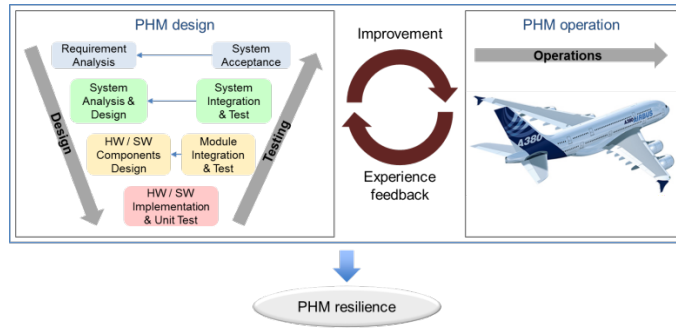 PHM design
Requirement
Analysis
System
Acceptance
System
Analysis &
Design
System
Integration
& Test
HW / SW
Components
Design
Module
Integration
& Test
HW / SW
Implementation
& Unit Test
Design
Testing
Improvement
Experience
feedback
PHM operation
Operations
A380
AIRBUS
PHM resilience